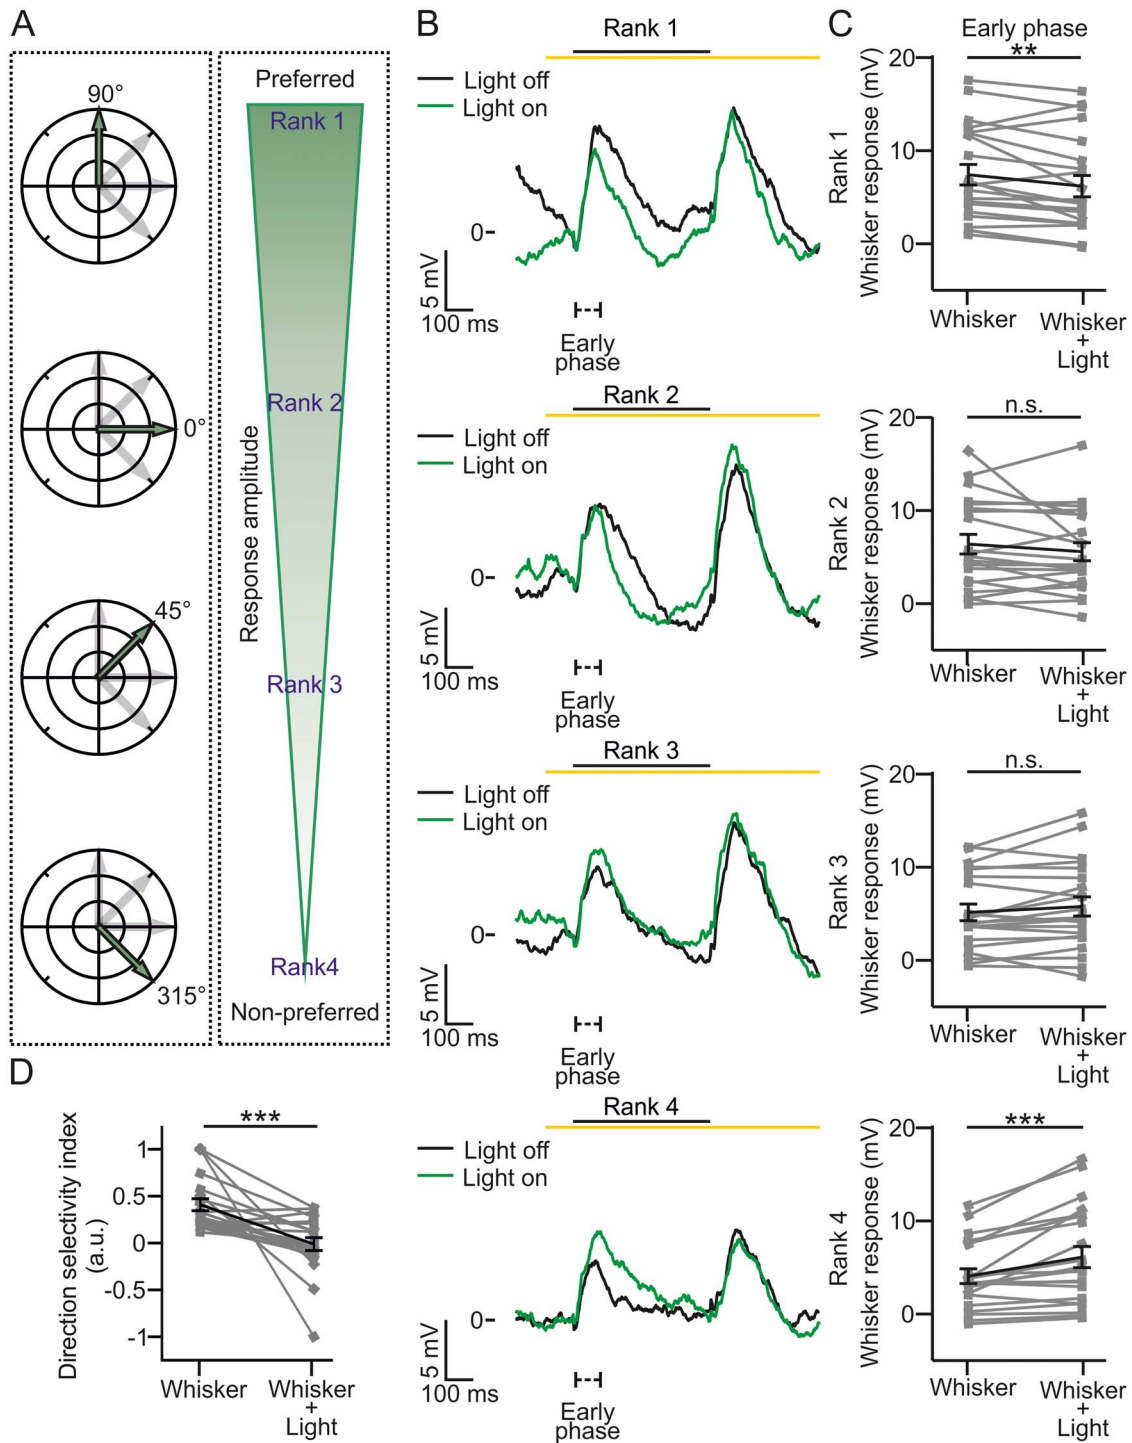 A
90°
0°
45°
315°
Preferred
Rank 1
Rank 2
Rank 3
Rank4
Non-preferred
Response amplitude
B
Rank 1
Light off
Light on
0
5 mV
100 ms
Early
phase
Rank 2
Light off
Light on
0
5 mV
100 ms
Early
phase
Rank 3
Light off
Light on
0
5 mV
100 ms
Early
phase
Rank 4
Light off
Light on
0
5 mV
100 ms
Early
phase
C
Early phase
**
Rank 1
Whisker response (mV)
20
10
0
Whisker
Whisker
+
Light
n.s.
Rank 2
Whisker response (mV)
20
10
0
Whisker
Whisker
+
Light
n.s.
Rank 3
Whisker response (mV)
20
10
0
Whisker
Whisker
+
Light
***
Rank 4
Whisker response (mV)
20
10
0
Whisker
Whisker
+
Light
D
***
Direction selectivity index
(a.u.)
1
0.5
0
-0.5
-1
Whisker
Whisker
+
Light